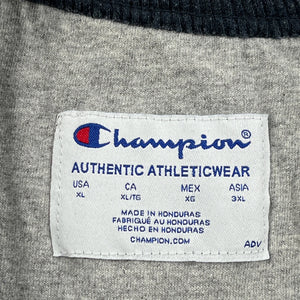 Champion
AUTHENTIC ATHLETICWEAR
USA CA MEX ASIA
XL XL/TG XG 3XL
MADE IN HONDURAS
FABRIQUÉ AU HONDURAS
HECHO EN HONDURAS
CHAMPION.COM
ADV